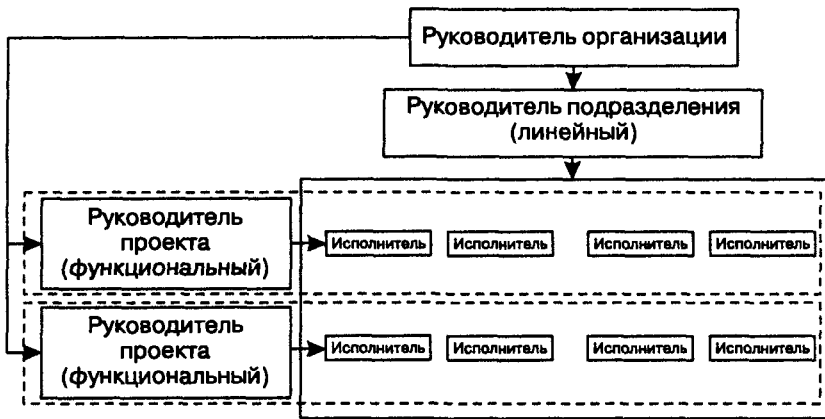 Руководитель организации
Руководитель подразделения
(линейный)
Руководитель
проекта
(функциональный)
Исполнитель Исполнитель Исполнитель Исполнитель
Руководитель
проекта
(функциональный)
Исполнитель Исполнитель Исполнитель Исполнитель